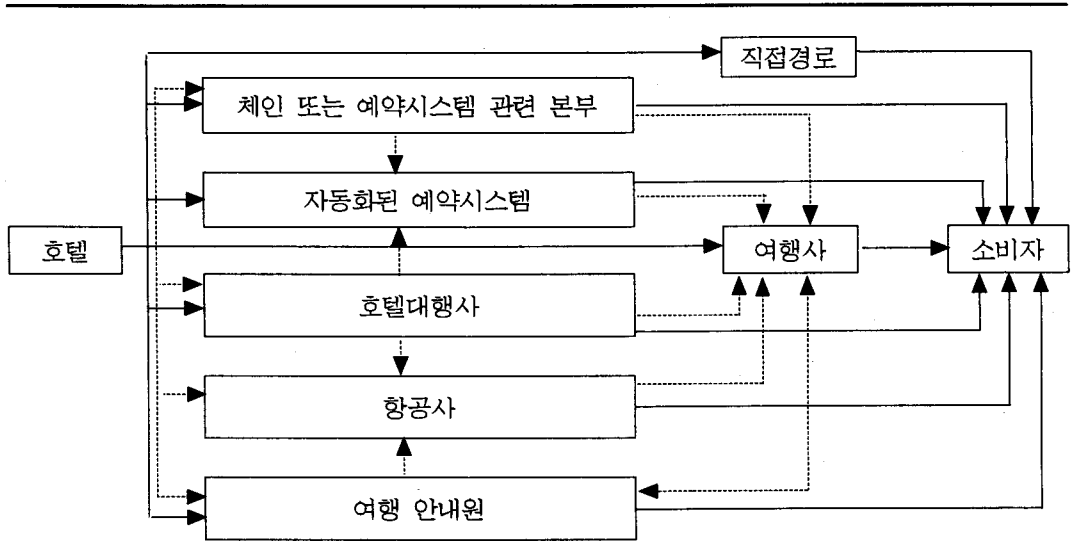 직접경로
체인 또는 예약시스템 관련 본부
자동화된 예약시스템
호텔
여행사
소비자
호텔대행사
항공사
여행 안내원